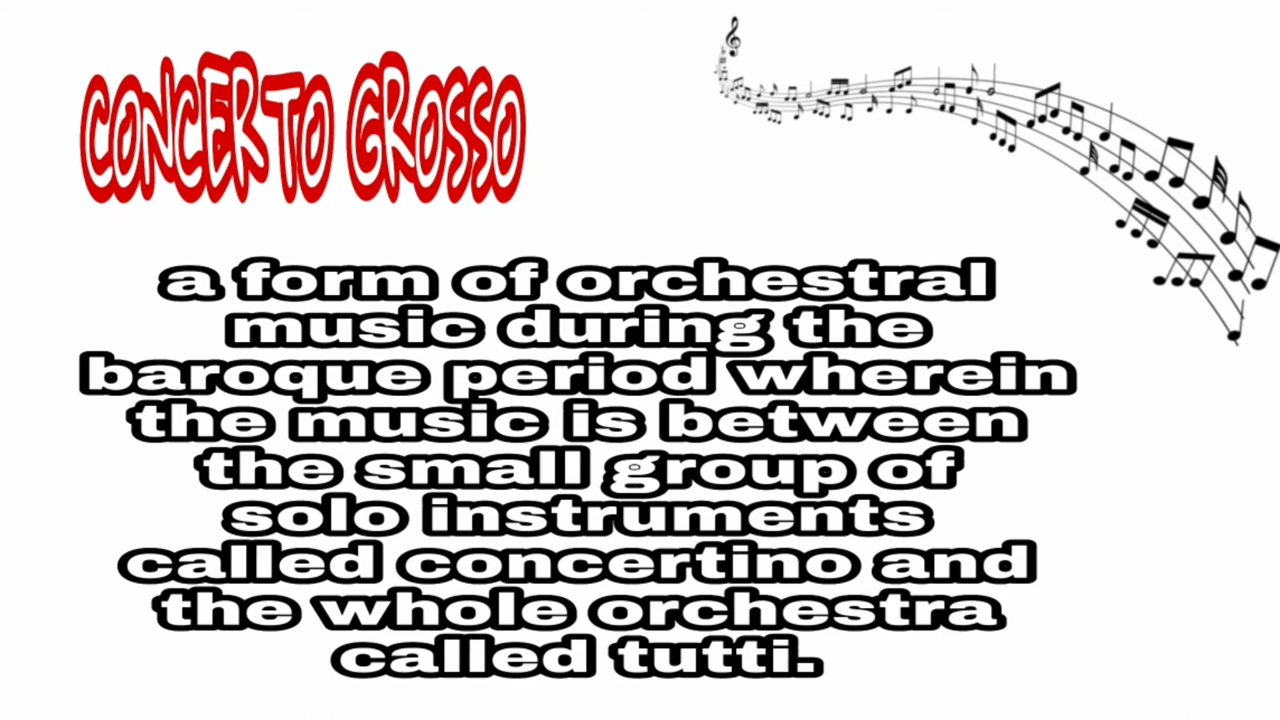 CONCERTO GROSSO
a form of orchestral
music during the
baroque period wherein
the music is between
the small group of
solo instruments
called concertino and
the whole orchestra
called tutti.